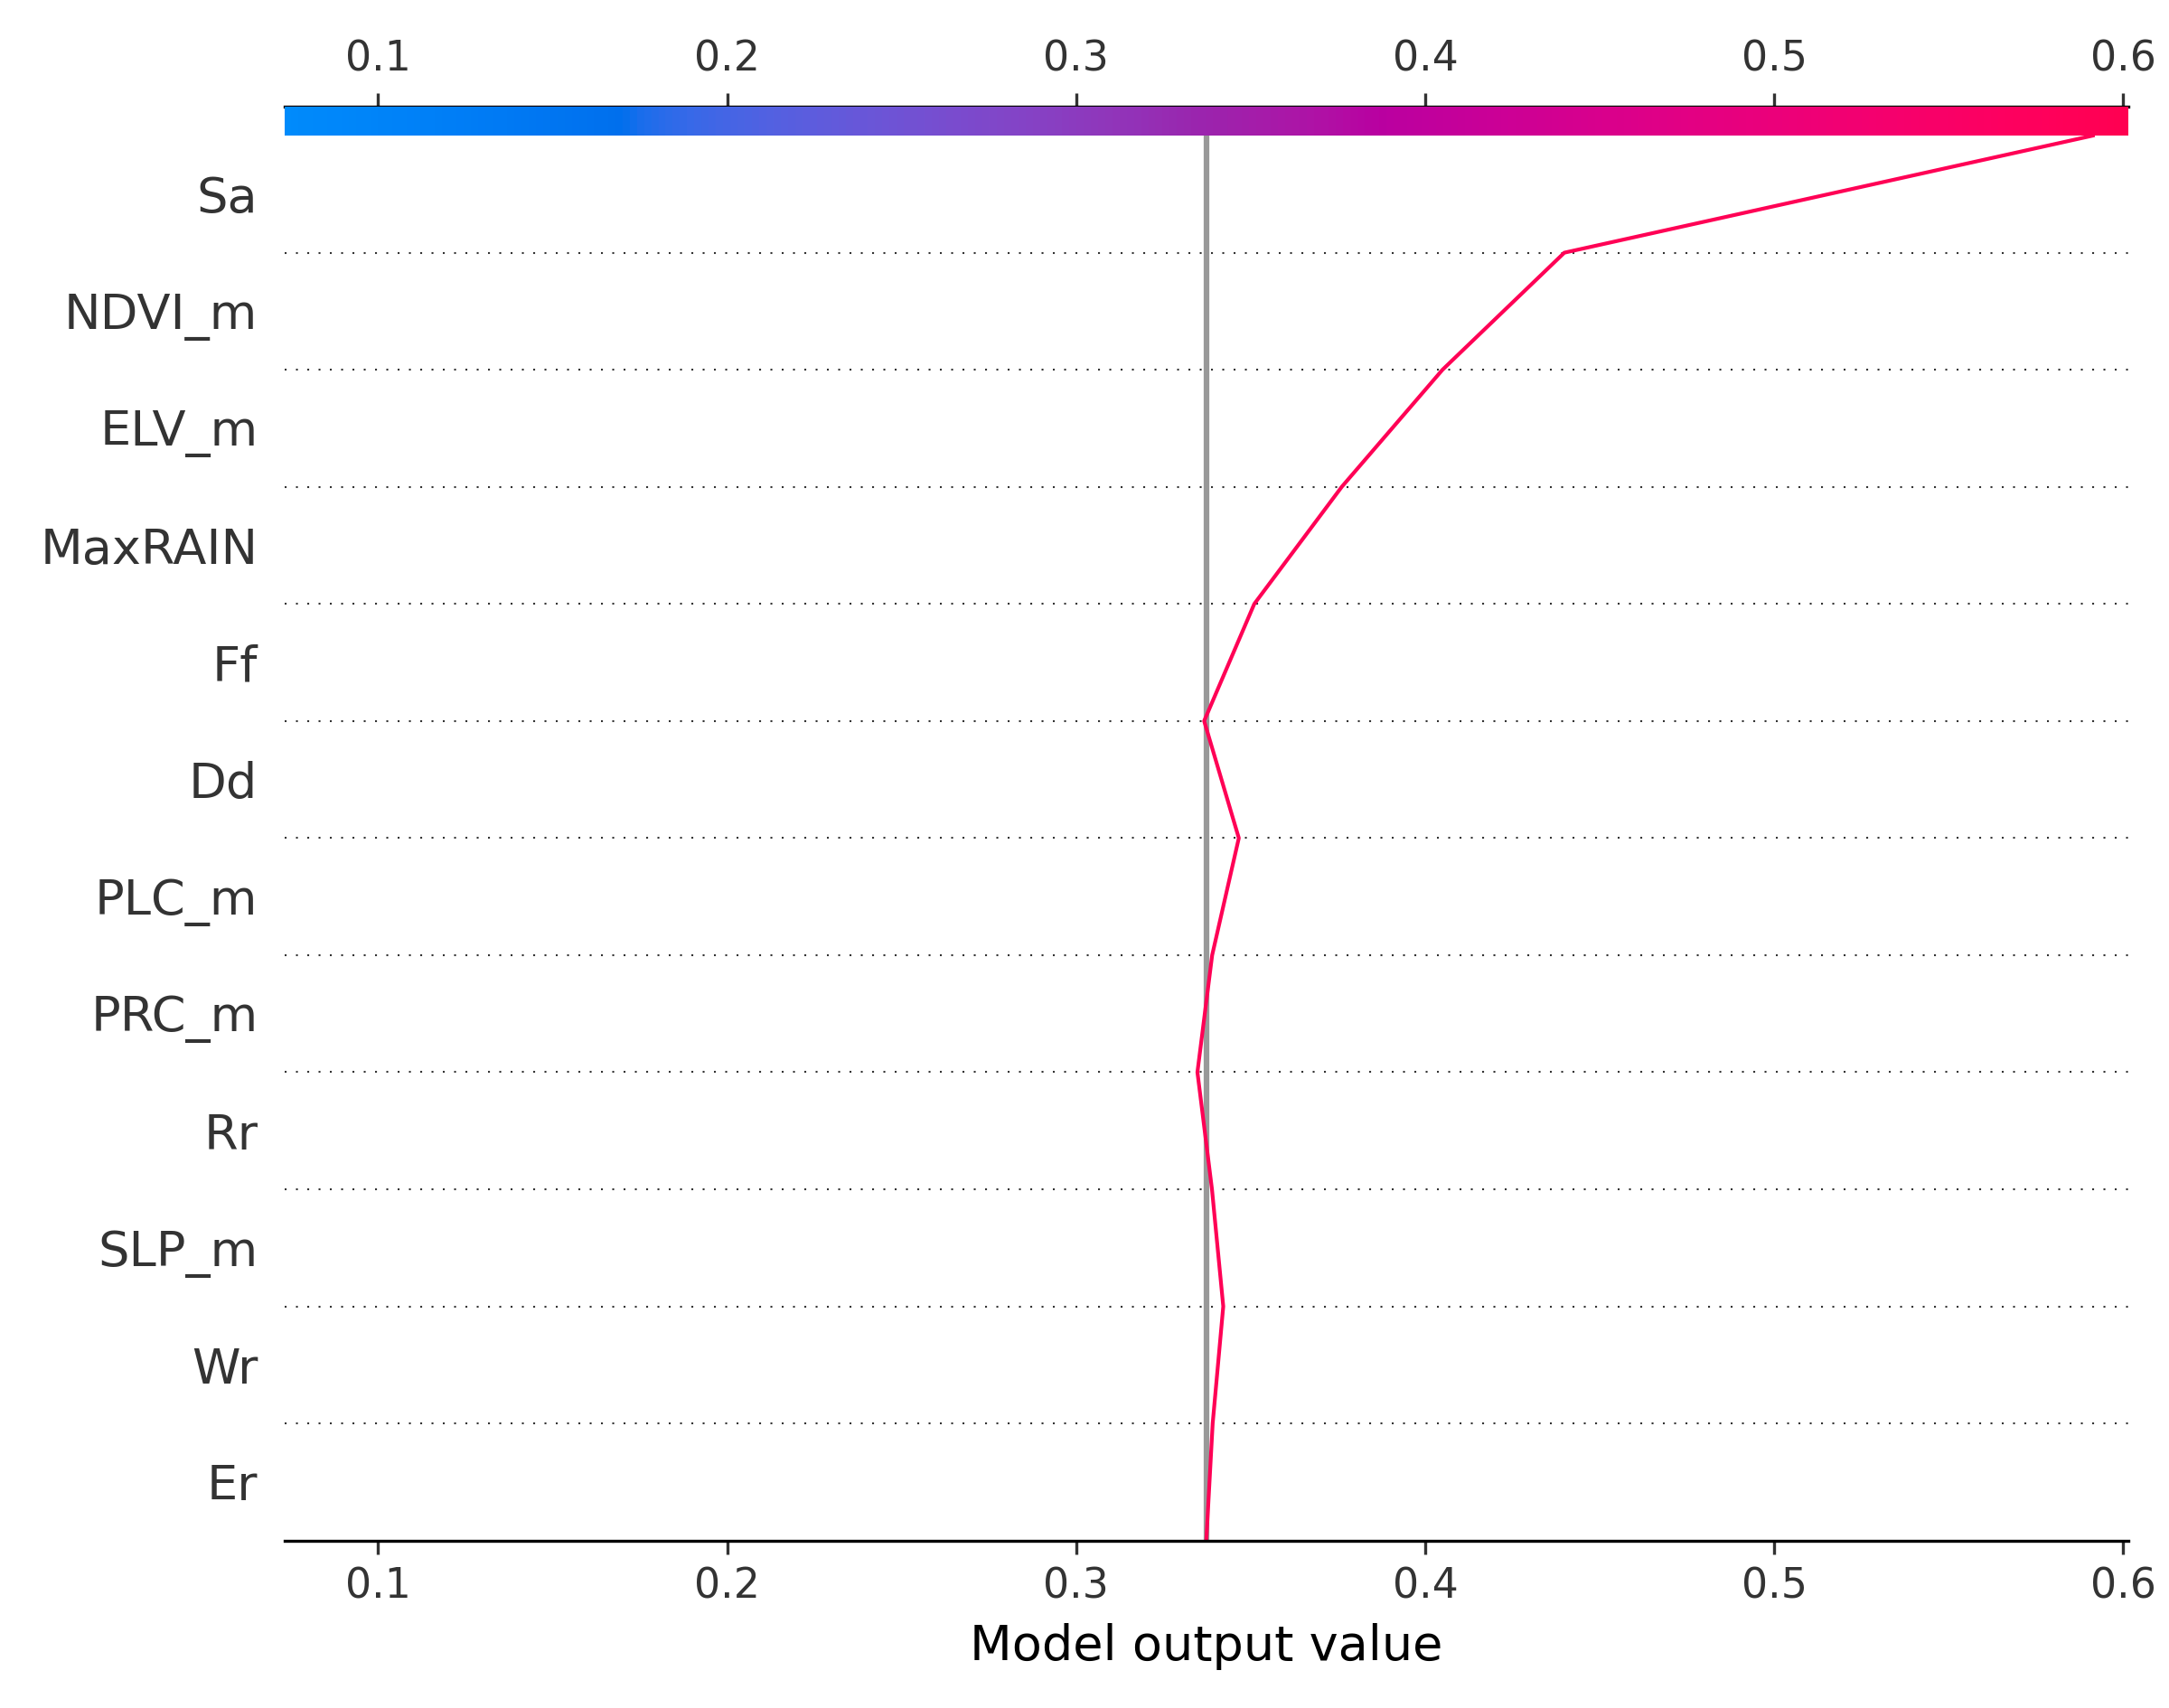 0.1 0.2 0.3 0.4 0.5 0.6
Sa
NDVI_m
ELV_m
MaxRAIN
Ff
Dd
PLC_m
PRC_m
Rr
SLP_m
Wr
Er
0.1 0.2 0.3 0.4 0.5 0.6
Model output value